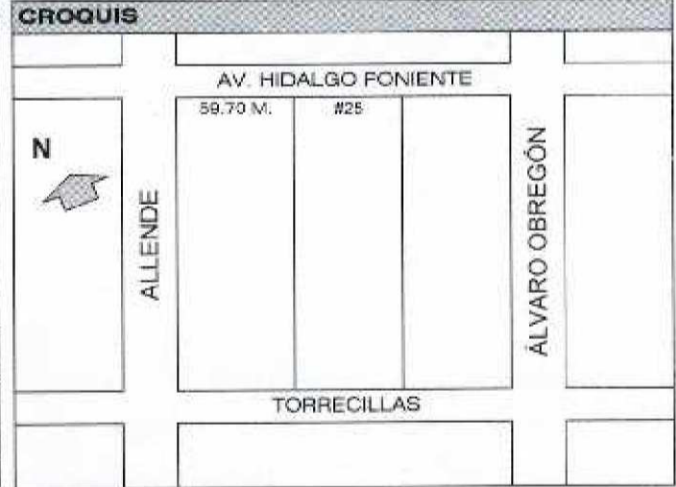 CROQUIS
AV. HIDALGO PONIENTE
59.70 M.
#25
N
ALLENDE
ÁLVARO OBREGÓN
TORRECILLAS